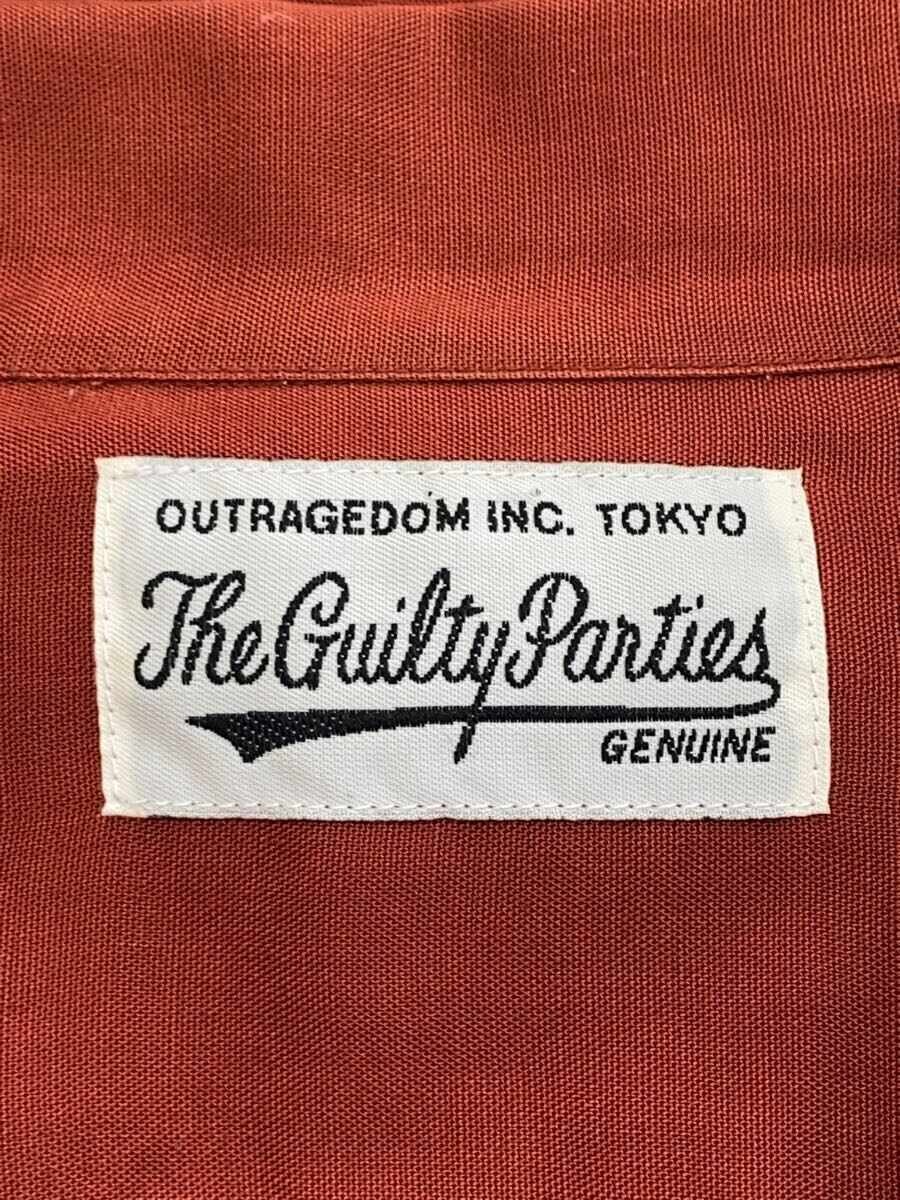 OUTRAGEDOM INC. TOKYO
The Guilty Parties
GENUINE